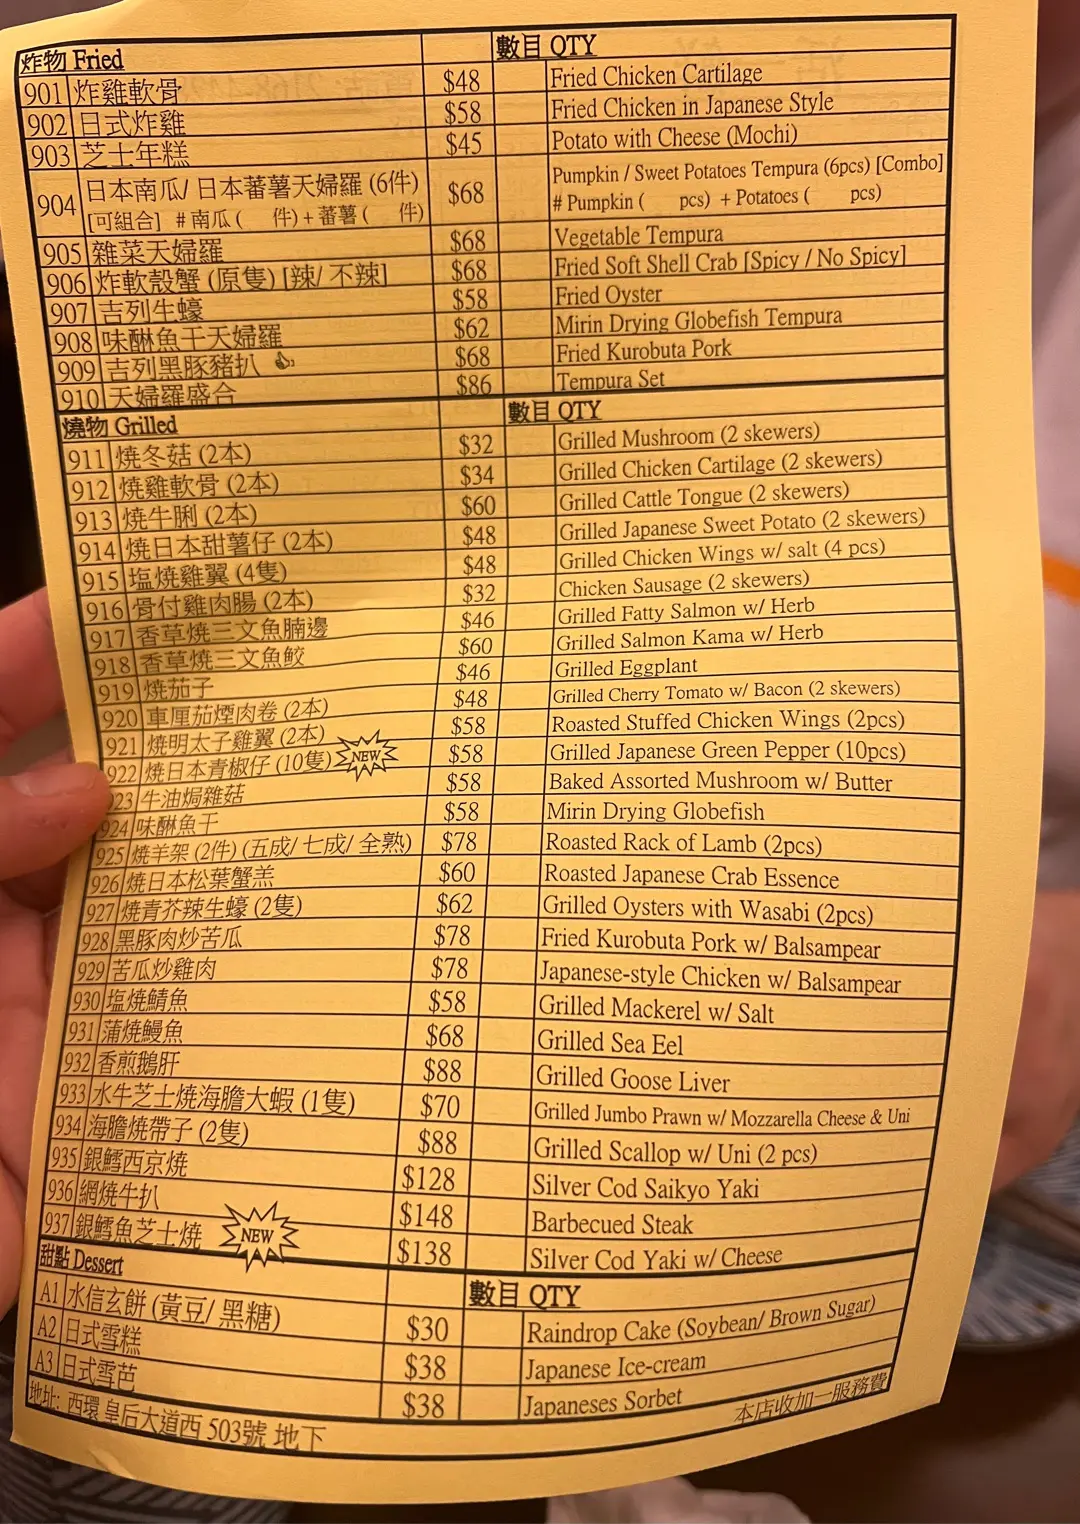 炸物 Fried 數目 QTY
901 炸雞軟骨 $48 Fried Chicken Cartilage
902 日式炸雞 $58 Fried Chicken in Japanese Style
903 芝士年糕 $45 Potato with Cheese (Mochi)
904 日本南瓜/ 日本蕃薯天婦羅 (6件) $68 Pumpkin / Sweet Potatoes Tempura (6pcs) [Combo]
[可組合] # 南瓜 ( 件) + 蕃薯 ( 件) # Pumpkin ( pcs) + Potatoes ( pcs)
905 雜菜天婦羅 $68 Vegetable Tempura
906 炸軟殼蟹 (原隻) [辣/ 不辣] $68 Fried Soft Shell Crab [Spicy / No Spicy]
907 吉列生蠔 $58 Fried Oyster
908 味醂魚干天婦羅 $62 Mirin Drying Globefish Tempura
909 吉列黑豚豬扒 $68 Fried Kurobuta Pork
910 天婦羅盛合 $86 Tempura Set
燒物 Grilled 數目 QTY
911 燒冬菇 (2本) $32 Grilled Mushroom (2 skewers)
912 燒雞軟骨 (2本) $34 Grilled Chicken Cartilage (2 skewers)
913 燒牛脷 (2本) $60 Grilled Cattle Tongue (2 skewers)
914 燒日本甜薯仔 (2本) $48 Grilled Japanese Sweet Potato (2 skewers)
915 塩燒雞翼 (4隻) $48 Grilled Chicken Wings w/ salt (4 pcs)
916 骨付雞肉腸 (2本) $32 Chicken Sausage (2 skewers)
917 香草燒三文魚腩邊 $46 Grilled Fatty Salmon w/ Herb
918 香草燒三文魚鮫 $60 Grilled Salmon Kama w/ Herb
919 燒茄子 $46 Grilled Eggplant
920 車厘茄煙肉卷 (2本) $48 Grilled Cherry Tomato w/ Bacon (2 skewers)
921 燒明太子雞翼 (2本) $58 Roasted Stuffed Chicken Wings (2pcs)
922 燒日本青椒仔 (10隻) NEW $58 Grilled Japanese Green Pepper (10pcs)
923 牛油焗雜菇 $58 Baked Assorted Mushroom w/ Butter
924 味醂魚干 $58 Mirin Drying Globefish
925 燒羊架 (2件) (五成/ 七成/ 全熟) $78 Roasted Rack of Lamb (2pcs)
926 燒日本松葉蟹羔 $60 Roasted Japanese Crab Essence
927 燒青芥辣生蠔 (2隻) $62 Grilled Oysters with Wasabi (2pcs)
928 黑豚肉炒苦瓜 $78 Fried Kurobuta Pork w/ Balsampear
929 苦瓜炒雞肉 $78 Japanese-style Chicken w/ Balsampear
930 塩燒鯖魚 $58 Grilled Mackerel w/ Salt
931 蒲燒鰻魚 $68 Grilled Sea Eel
932 香煎鵝肝 $88 Grilled Goose Liver
933 水牛芝士燒海膽大蝦 (1隻) $70 Grilled Jumbo Prawn w/ Mozzarella Cheese & Uni
934 海膽燒帶子 (2隻) $88 Grilled Scallop w/ Uni (2 pcs)
935 銀鱈西京燒 $128 Silver Cod Saikyo Yaki
936 網燒牛扒 $148 Barbecued Steak
937 銀鱈魚芝士燒 NEW $138 Silver Cod Yaki w/ Cheese
甜點 Dessert 數目 QTY
A1 水信玄餅 (黃豆/ 黑糖) $30 Raindrop Cake (Soybean/ Brown Sugar)
A2 日式雪糕 $38 Japanese Ice-cream
A3 日式雪芭 $38 Japaneses Sorbet
地址: 西環 皇后大道西 503號 地下 本店收加一服務費